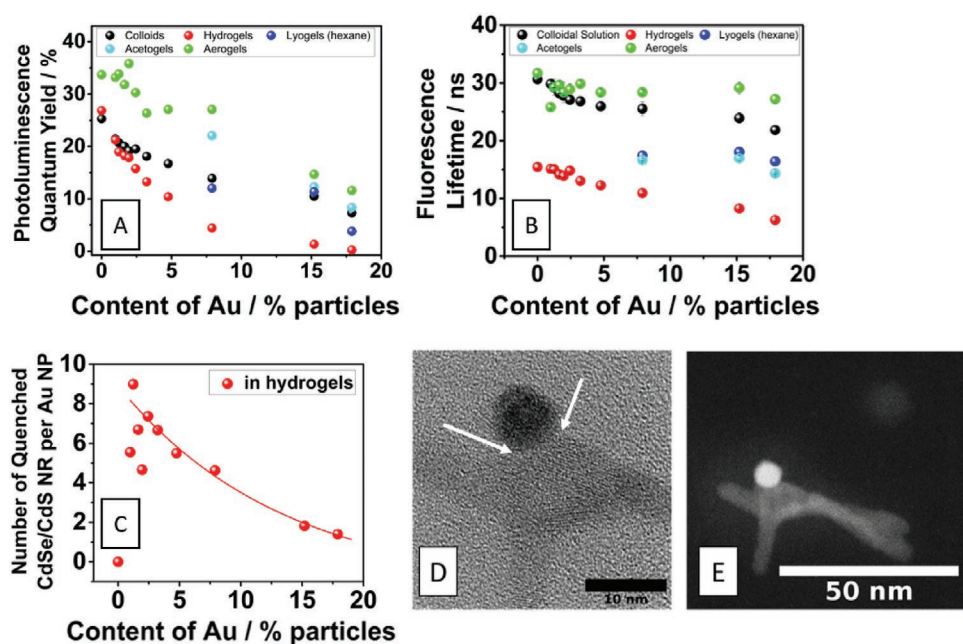 Photoluminescence
Quantum Yield / %
40
30
20
10
0
Colloids Hydrogels Lyogels (hexane)
Acetogels Aerogels
A
0 5 10 15 20
Content of Au / % particles
Fluorescence
Lifetime / ns
40
30
20
10
0
Colloidal Solution Hydrogels Lyogels (hexane)
Acetogels Aerogels
B
0 5 10 15 20
Content of Au / % particles
Number of Quenched
CdSe/CdS NR per Au NP
10
8
6
4
2
0
in hydrogels
C
0 5 10 15 20
Content of Au / % particles
D
10 nm
E
50 nm